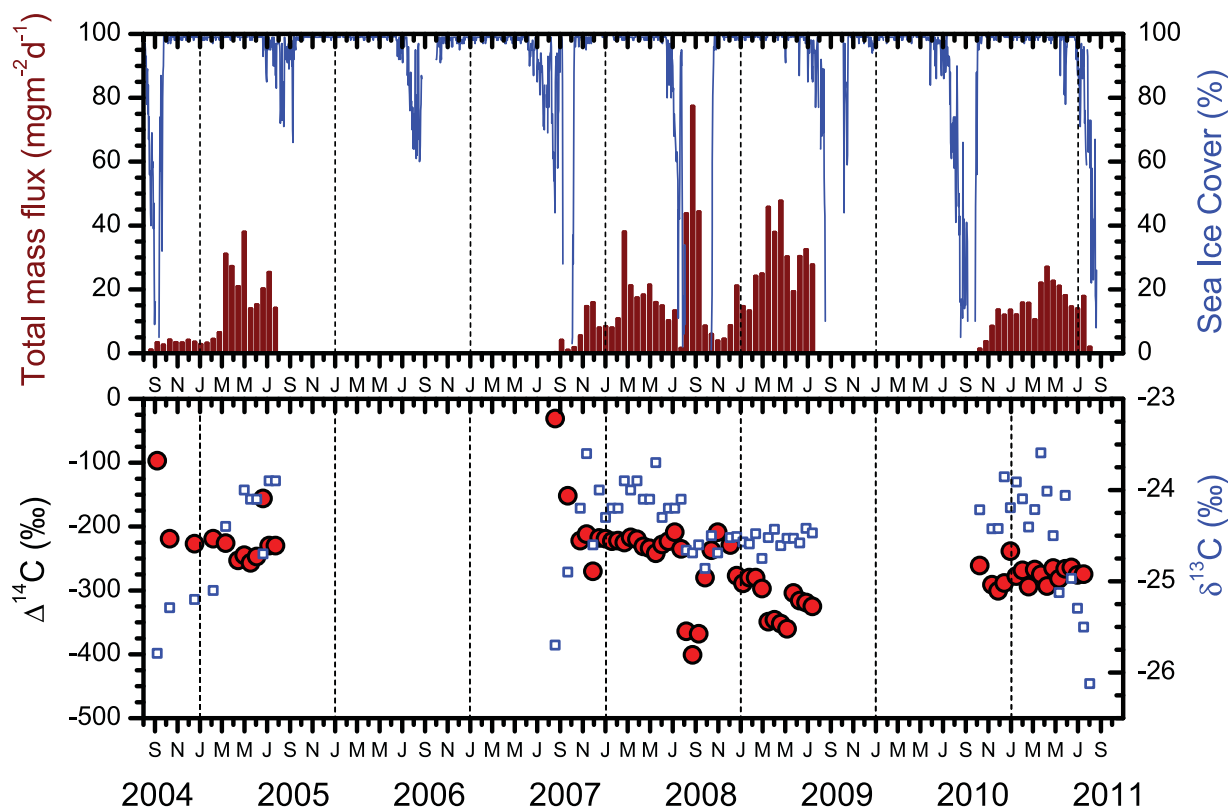 Total mass flux (mgm⁻²d⁻¹)
100 100
80 80
60 60
40 40
20 20
0 0
Sea Ice Cover (%)
S N J M M J S N J M M J S N J M M J S N J M M J S N J M M J S N J M M J S N J M M J S
Δ¹⁴C (‰)
0 -23
-100
-200 -24
-300 -25
-400 -26
-500
δ¹³C (‰)
S N J M M J S N J M M J S N J M M J S N J M M J S N J M M J S N J M M J S N J M M J S
2004 2005 2006 2007 2008 2009 2010 2011